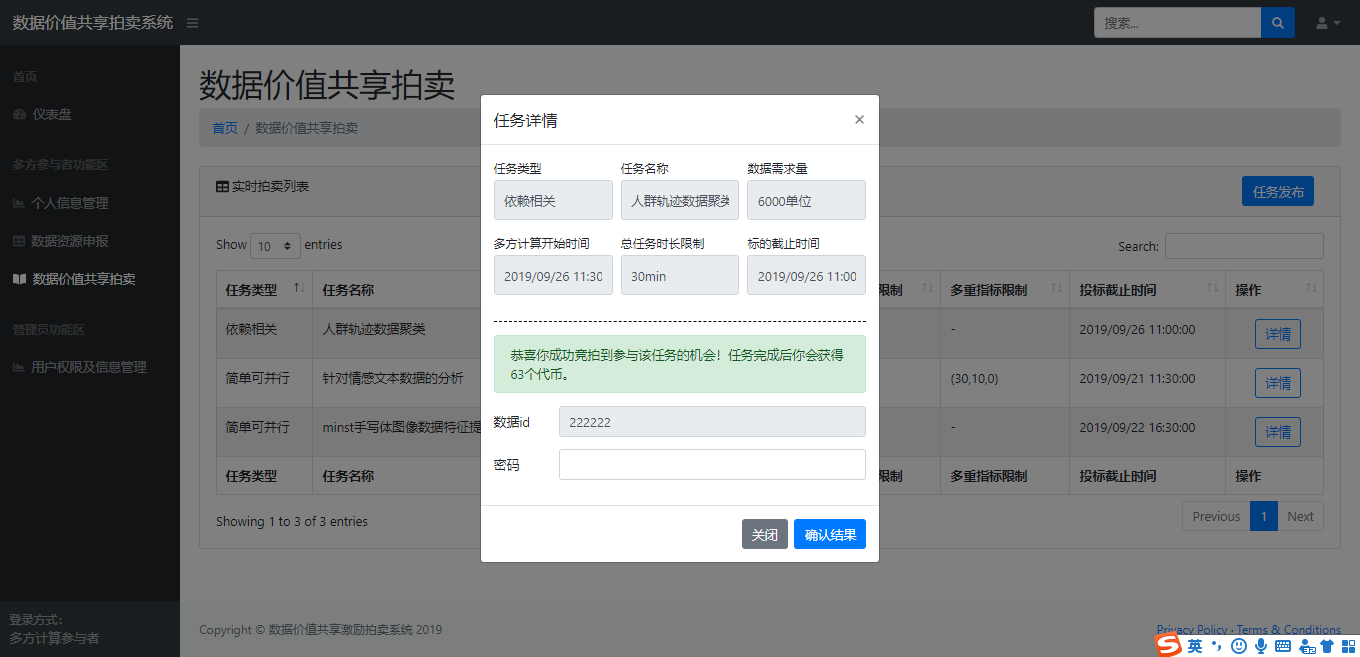 数据价值共享拍卖系统
搜索...
首页
仪表盘
多方参与者功能区
个人信息管理
数据资源申报
数据价值共享拍卖
管理员功能区
用户权限及信息管理
登录方式:
多方计算参与者
数据价值共享拍卖
首页 / 数据价值共享拍卖
实时拍卖列表
任务发布
Show 10 entries
Search:
任务类型 任务名称 限制 多重指标限制 投标截止时间 操作
依赖相关 人群轨迹数据聚类 - 2019/09/26 11:00:00 详情
简单可并行 针对情感文本数据的分析 (30,10,0) 2019/09/21 11:30:00 详情
简单可并行 minst手写体图像数据特征提 - 2019/09/22 16:30:00 详情
任务类型 任务名称 限制 多重指标限制 投标截止时间 操作
Showing 1 to 3 of 3 entries
Previous 1 Next
任务详情 ×
任务类型 任务名称 数据需求量
依赖相关 人群轨迹数据聚类 6000单位
多方计算开始时间 总任务时长限制 标的截止时间
2019/09/26 11:30 30min 2019/09/26 11:00
恭喜你成功竞拍到参与该任务的机会！任务完成后你会获得
63个代币。
数据id 222222
密码
关闭 确认结果
Copyright © 数据价值共享激励拍卖系统 2019
Privacy Policy · Terms & Conditions
S 英